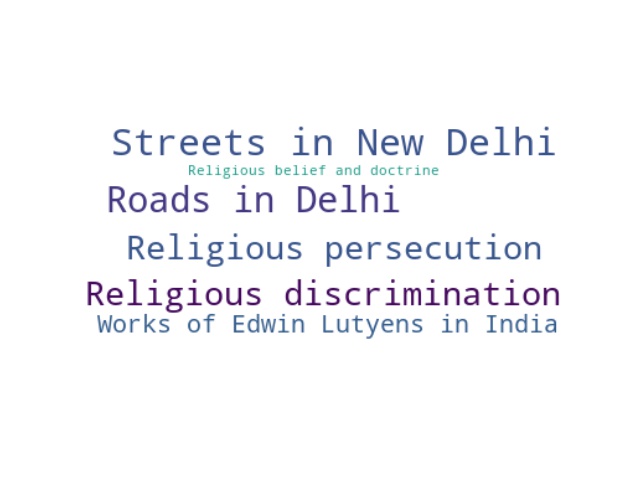 Streets in New Delhi
Religious belief and doctrine
Roads in Delhi
Religious persecution
Religious discrimination
Works of Edwin Lutyens in India